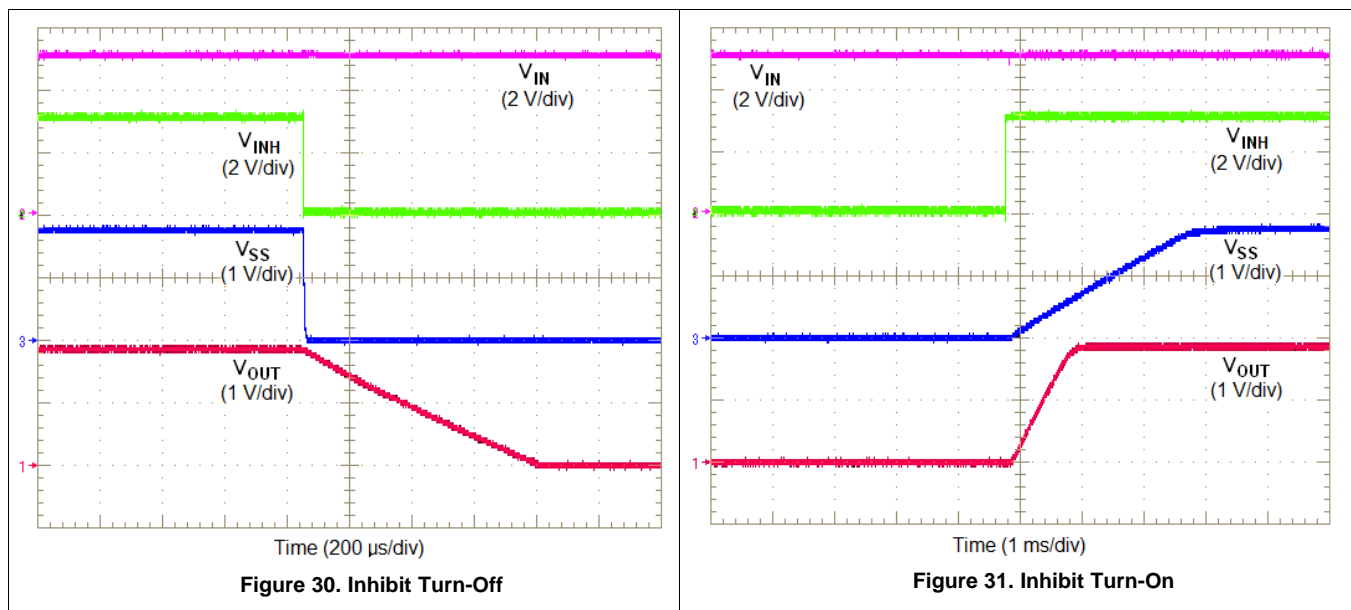 VIN
(2 V/div)
VINH
(2 V/div)
VSS
(1 V/div)
3
VOUT
(1 V/div)
1
Time (200 µs/div)
Figure 30. Inhibit Turn-Off
VIN
(2 V/div)
VINH
(2 V/div)
VSS
(1 V/div)
3
VOUT
(1 V/div)
1
Time (1 ms/div)
Figure 31. Inhibit Turn-On